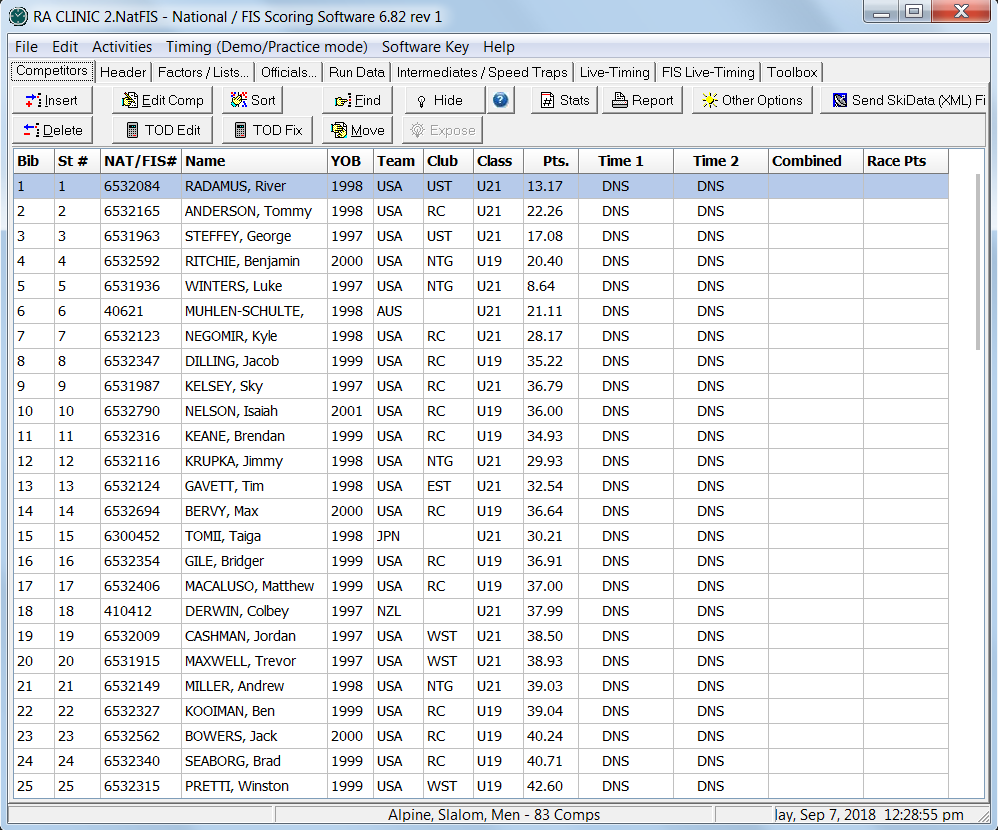 RA CLINIC 2.NatFIS - National / FIS Scoring Software 6.82 rev 1
File Edit Activities Timing (Demo/Practice mode) Software Key Help
Competitors Header Factors / Lists... Officials... Run Data Intermediates / Speed Traps Live-Timing FIS Live-Timing Toolbox
Insert Edit Comp Sort Find Hide ? Stats Report Other Options Send SkiData (XML) Fi
Delete TOD Edit TOD Fix Move Expose
Bib St # NAT/FIS# Name YOB Team Club Class Pts. Time 1 Time 2 Combined Race Pts
1 1 6532084 RADAMUS, River 1998 USA UST U21 13.17 DNS DNS
2 2 6532165 ANDERSON, Tommy 1998 USA RC U21 22.26 DNS DNS
3 3 6531963 STEFFEY, George 1997 USA UST U21 17.08 DNS DNS
4 4 6532592 RITCHIE, Benjamin 2000 USA NTG U19 20.40 DNS DNS
5 5 6531936 WINTERS, Luke 1997 USA NTG U21 8.64 DNS DNS
6 6 40621 MUHLEN-SCHULTE, 1998 AUS U21 21.11 DNS DNS
7 7 6532123 NEGOMIR, Kyle 1998 USA RC U21 28.17 DNS DNS
8 8 6532347 DILLING, Jacob 1999 USA RC U19 35.22 DNS DNS
9 9 6531987 KELSEY, Sky 1997 USA RC U21 36.79 DNS DNS
10 10 6532790 NELSON, Isaiah 2001 USA RC U19 36.00 DNS DNS
11 11 6532316 KEANE, Brendan 1999 USA RC U19 34.93 DNS DNS
12 12 6532116 KRUPKA, Jimmy 1998 USA NTG U21 29.93 DNS DNS
13 13 6532124 GAVETT, Tim 1998 USA EST U21 32.54 DNS DNS
14 14 6532694 BERVY, Max 2000 USA RC U19 36.64 DNS DNS
15 15 6300452 TOMII, Taiga 1998 JPN U21 30.21 DNS DNS
16 16 6532354 GILE, Bridger 1999 USA RC U19 36.91 DNS DNS
17 17 6532406 MACALUSO, Matthew 1999 USA RC U19 37.00 DNS DNS
18 18 410412 DERWIN, Colbey 1997 NZL U21 37.99 DNS DNS
19 19 6532009 CASHMAN, Jordan 1997 USA WST U21 38.50 DNS DNS
20 20 6531915 MAXWELL, Trevor 1997 USA WST U21 38.93 DNS DNS
21 21 6532149 MILLER, Andrew 1998 USA NTG U21 39.03 DNS DNS
22 22 6532327 KOOIMAN, Ben 1999 USA RC U19 39.04 DNS DNS
23 23 6532562 BOWERS, Jack 2000 USA RC U19 40.24 DNS DNS
24 24 6532340 SEABORG, Brad 1999 USA RC U19 40.71 DNS DNS
25 25 6532315 PRETTI, Winston 1999 USA WST U19 42.60 DNS DNS
Alpine, Slalom, Men - 83 Comps lay, Sep 7, 2018 12:28:55 pm